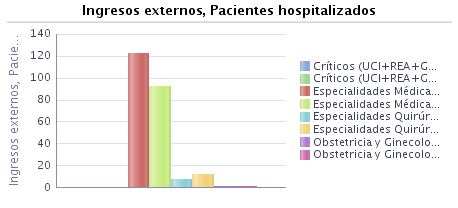 Ingresos externos, Pacientes hospitalizados
Ingresos externos, Pacie...
140
120
100
80
60
40
20
0
Críticos (UCI+REA+G...
Críticos (UCI+REA+G...
Especialidades Médica...
Especialidades Médica...
Especialidades Quirúr...
Especialidades Quirúr...
Obstetricia y Ginecolo...
Obstetricia y Ginecolo...